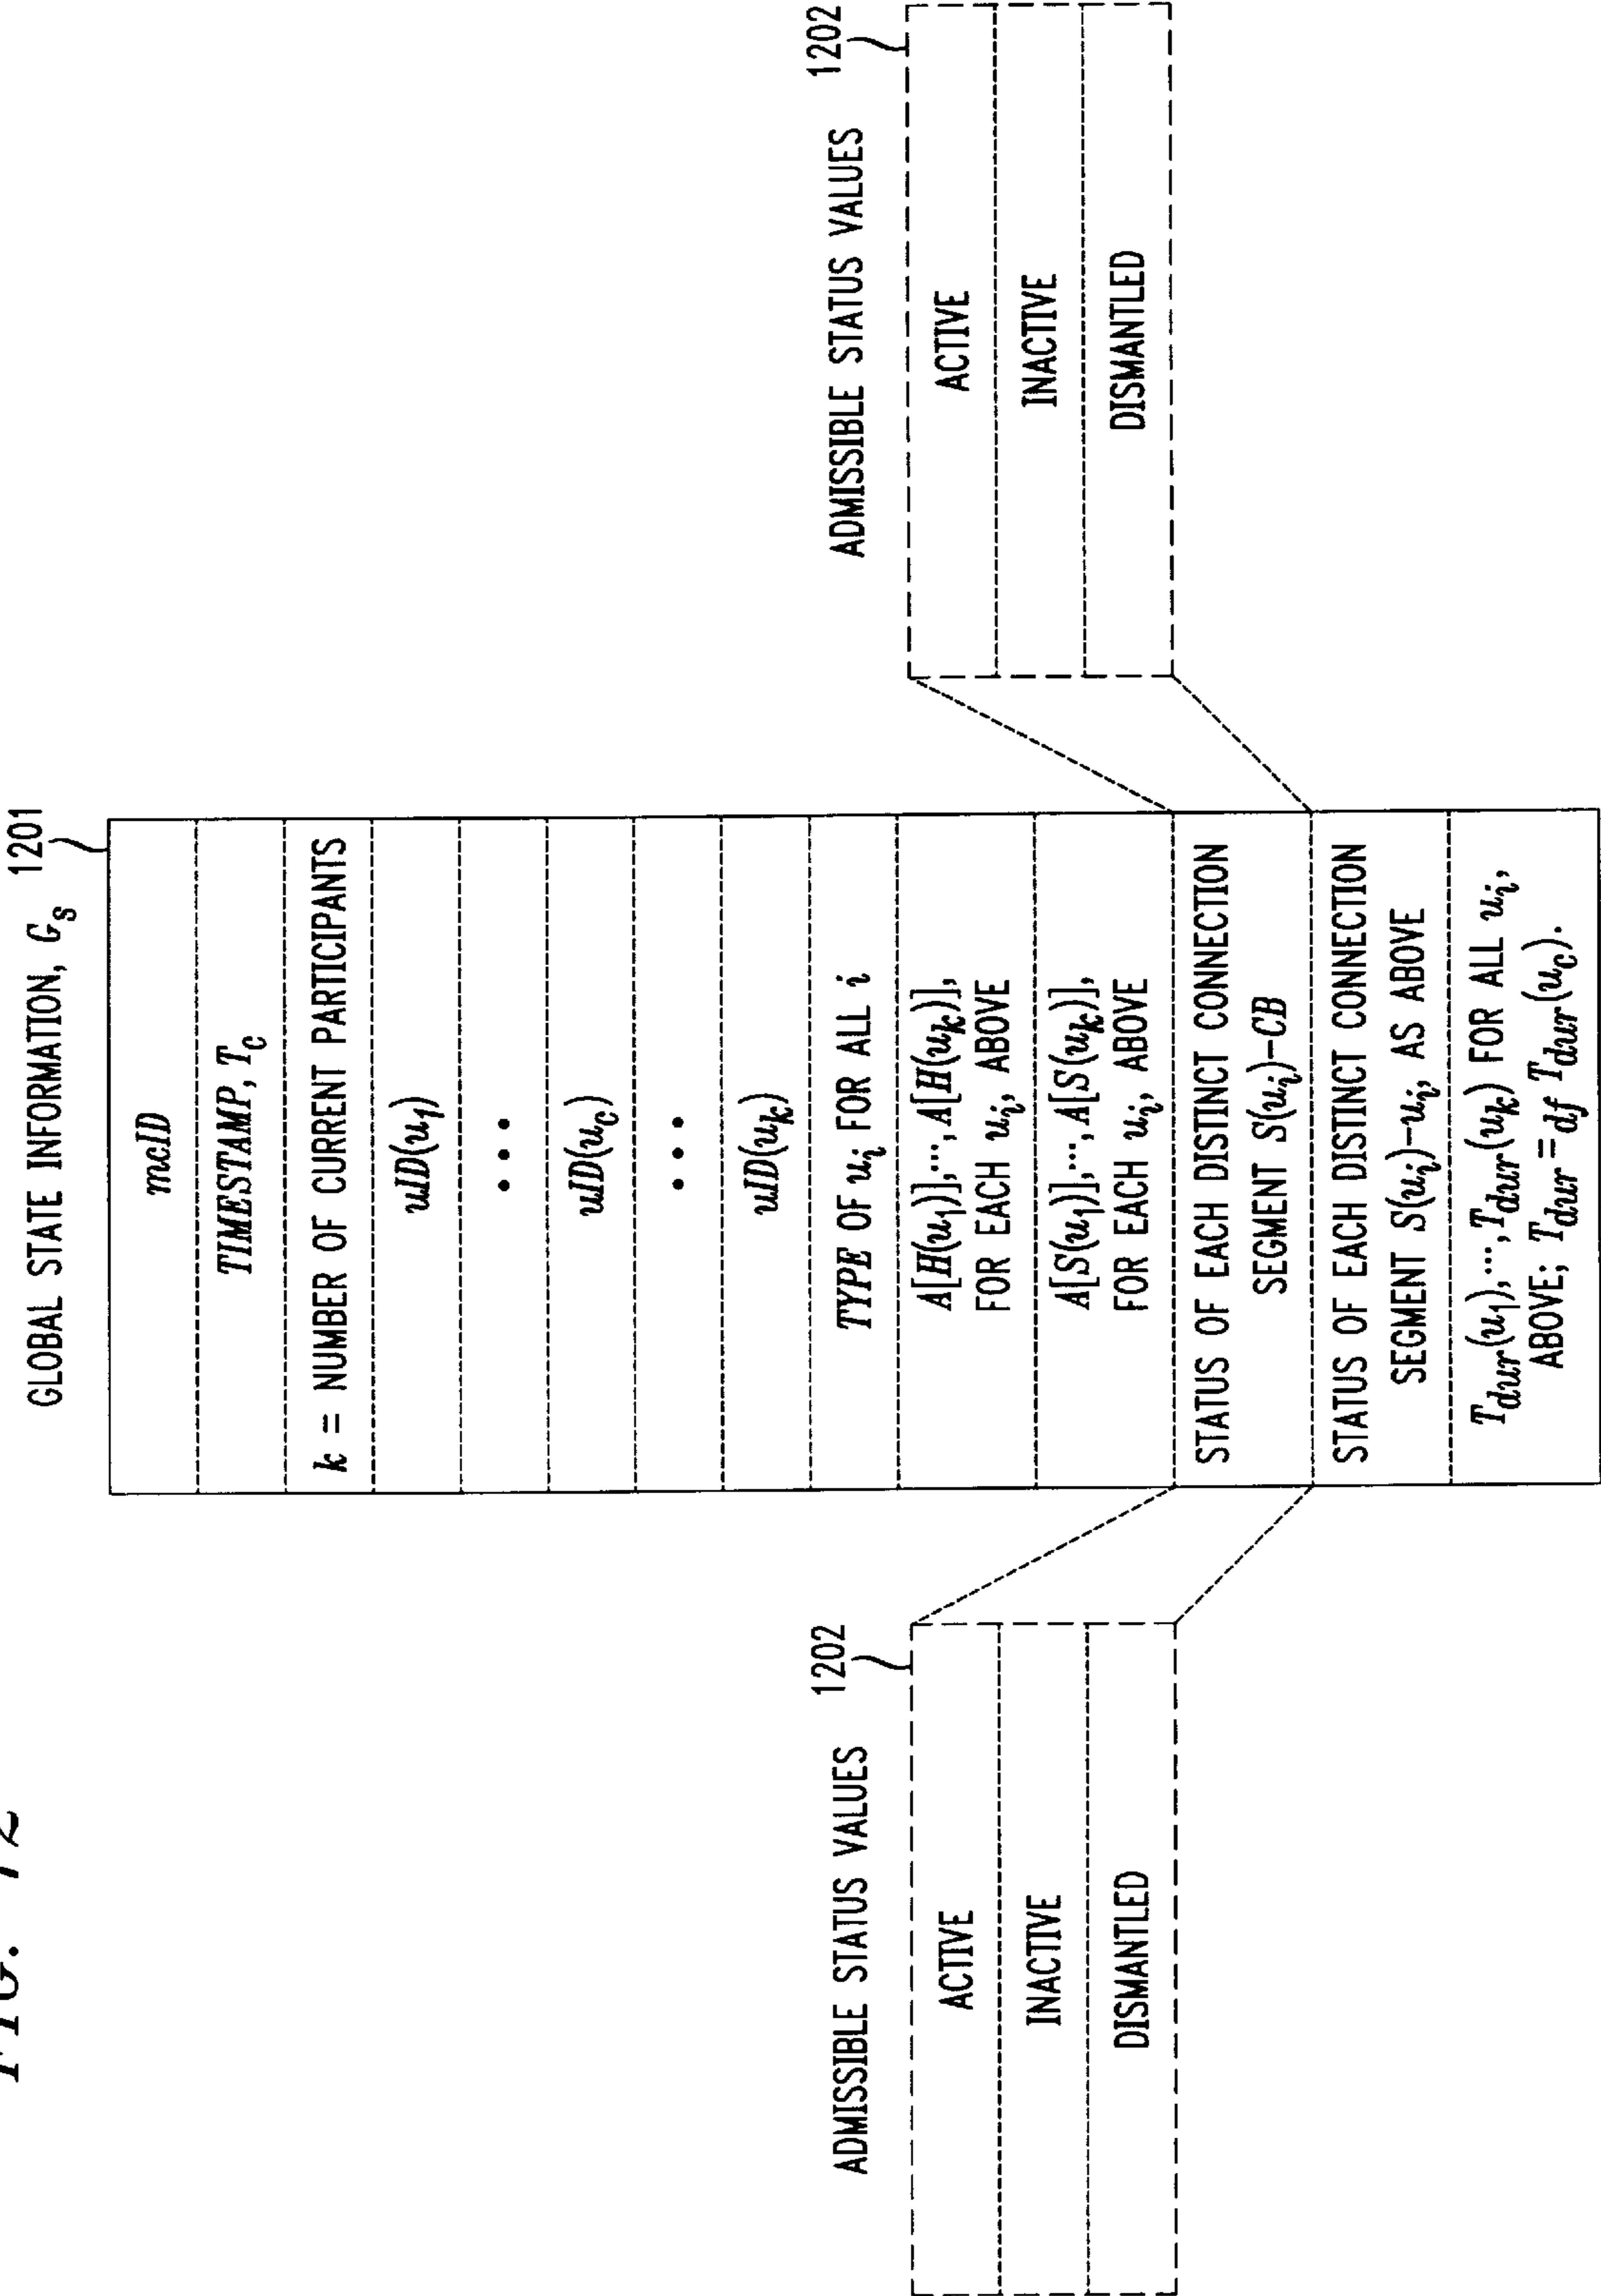 FIG. 12
GLOBAL STATE INFORMATION, G_s
1201
mcID
TIMESTAMP, T_c
k = NUMBER OF CURRENT PARTICIPANTS
uID(u_1)
• • •
uID(u_c)
• • •
uID(u_k)
TYPE OF u_i FOR ALL i
A[H(u_1)],···, A[H(u_k)],
FOR EACH u_i, ABOVE
A[S(u_1)],···, A[S(u_k)],
FOR EACH u_i, ABOVE
STATUS OF EACH DISTINCT CONNECTION
SEGMENT S(u_i)-CB
STATUS OF EACH DISTINCT CONNECTION
SEGMENT S(u_i)-u_i, AS ABOVE
T_dur(u_1),···, T_dur(u_k) FOR ALL u_i,
ABOVE; T_dur =_df T_dur(u_c).
ADMISSIBLE STATUS VALUES
1202
ACTIVE
INACTIVE
DISMANTLED
ADMISSIBLE STATUS VALUES
1202
ACTIVE
INACTIVE
DISMANTLED